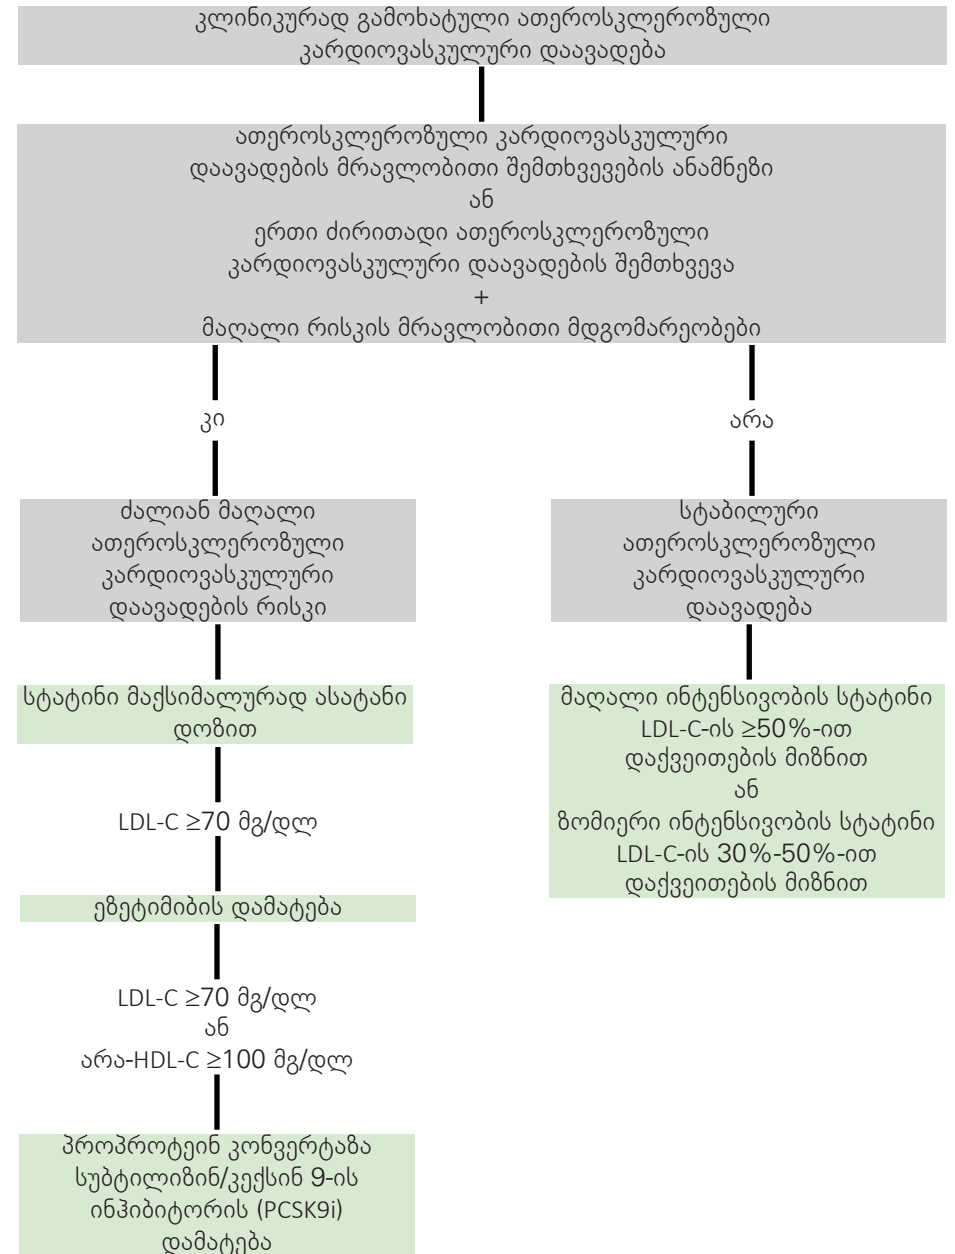 კლინიკურად გამოხატული ათეროსკლეროზული
კარდიოვასკულური დაავადება
ათეროსკლეროზული კარდიოვასკულური
დაავადების მრავლობითი შემთხვევების ანამნეზი
ან
ერთი ძირითადი ათეროსკლეროზული
კარდიოვასკულური დაავადების შემთხვევა
+
მაღალი რისკის მრავლობითი მდგომარეობები
კი
არა
ძალიან მაღალი
ათეროსკლეროზული
კარდიოვასკულური
დაავადების რისკი
სტაბილური
ათეროსკლეროზული
კარდიოვასკულური
დაავადება
სტატინი მაქსიმალურად ასატანი
დოზით
მაღალი ინტენსივობის სტატინი
LDL-C-ის ≥50%-ით
დაქვეითების მიზნით
ან
ზომიერი ინტენსივობის სტატინი
LDL-C-ის 30%-50%-ით
დაქვეითების მიზნით
LDL-C ≥70 მგ/დლ
ეზეტიმიბის დამატება
LDL-C ≥70 მგ/დლ
ან
არა-HDL-C ≥100 მგ/დლ
პროპროტეინ კონვერტაზა
სუბტილიზინ/კექსინ 9-ის
ინჰიბიტორის (PCSK9i)
დამატება